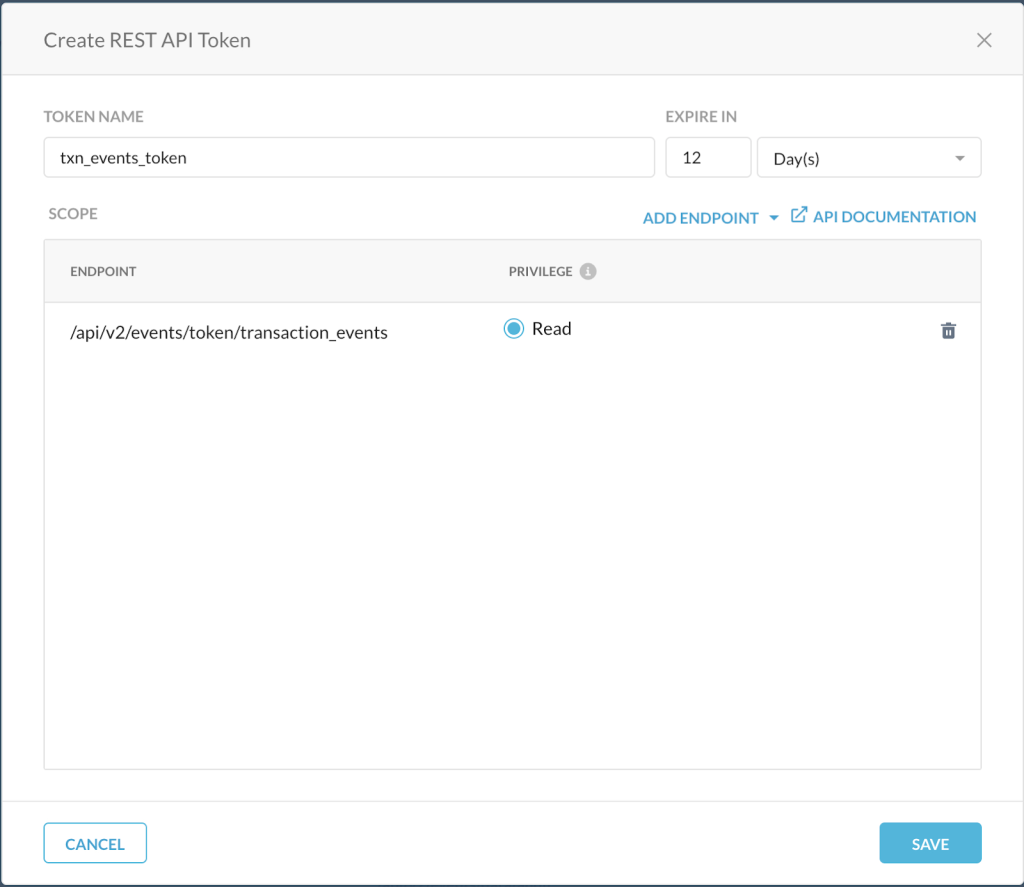 Create REST API Token
TOKEN NAME
EXPIRE IN
txn_events_token
12
Day(s)
SCOPE
ADD ENDPOINT
API DOCUMENTATION
ENDPOINT
PRIVILEGE
/api/v2/events/token/transaction_events
Read
CANCEL
SAVE